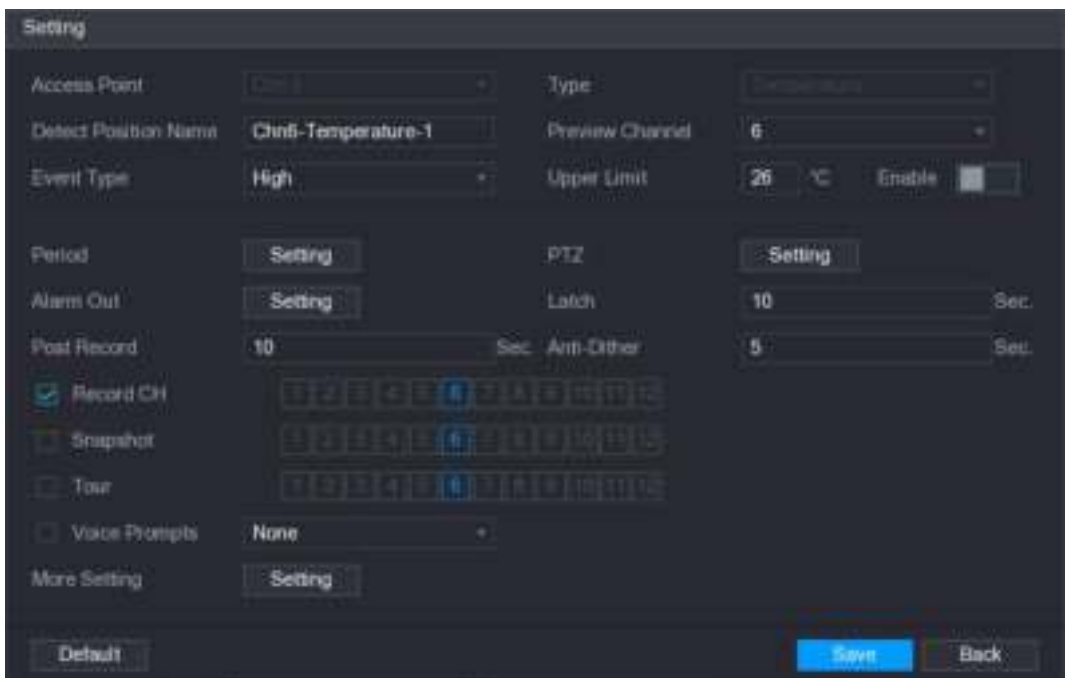 Setting
Access Point Type Temperature
Detect Position Name Chn6-Temperature-1 Preview Channel 6
Event Type High Upper Limit 26 °C Enable
Period Setting PTZ Setting
Alarm Out Setting Latch 10 Sec.
Post Record 10 Sec. Anti-Dither 5 Sec.
Record CH 1 2 3 4 5 6 7 8 9 10 11 12
Snapshot 1 2 3 4 5 6 7 8 9 10 11 12
Tour 1 2 3 4 5 6 7 8 9 10 11 12
Voice Prompts None
More Setting Setting
Default Save Back